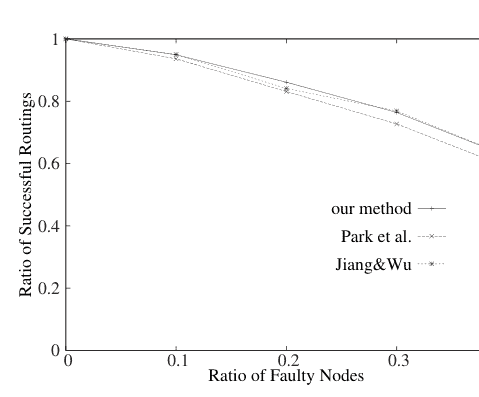 1
0.8
0.6
0.4
0.2
0
Ratio of Successful Routings
our method
Park et al.
Jiang&Wu
0 0.1 0.2 0.3
Ratio of Faulty Nodes